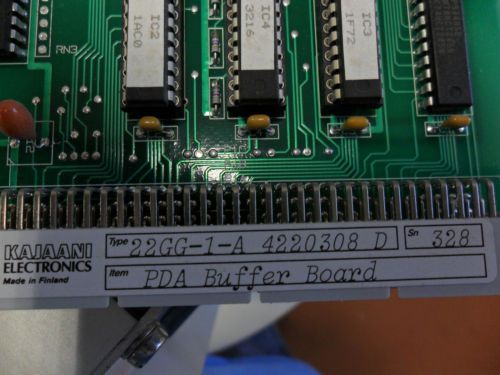 RN3
IC2
1AC0
IC4
3216
IC3
1F72
KAJAANI
ELECTRONICS
Made in Finland
Type 22GG-1-A 4220308 D
Sn 328
Item PDA Buffer Board